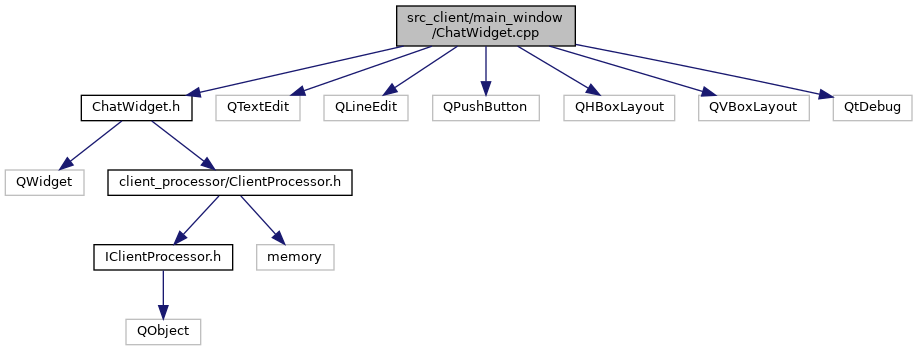 src_client/main_window
/ChatWidget.cpp
ChatWidget.h
QTextEdit
QLineEdit
QPushButton
QHBoxLayout
QVBoxLayout
QtDebug
QWidget
client_processor/ClientProcessor.h
IClientProcessor.h
memory
QObject